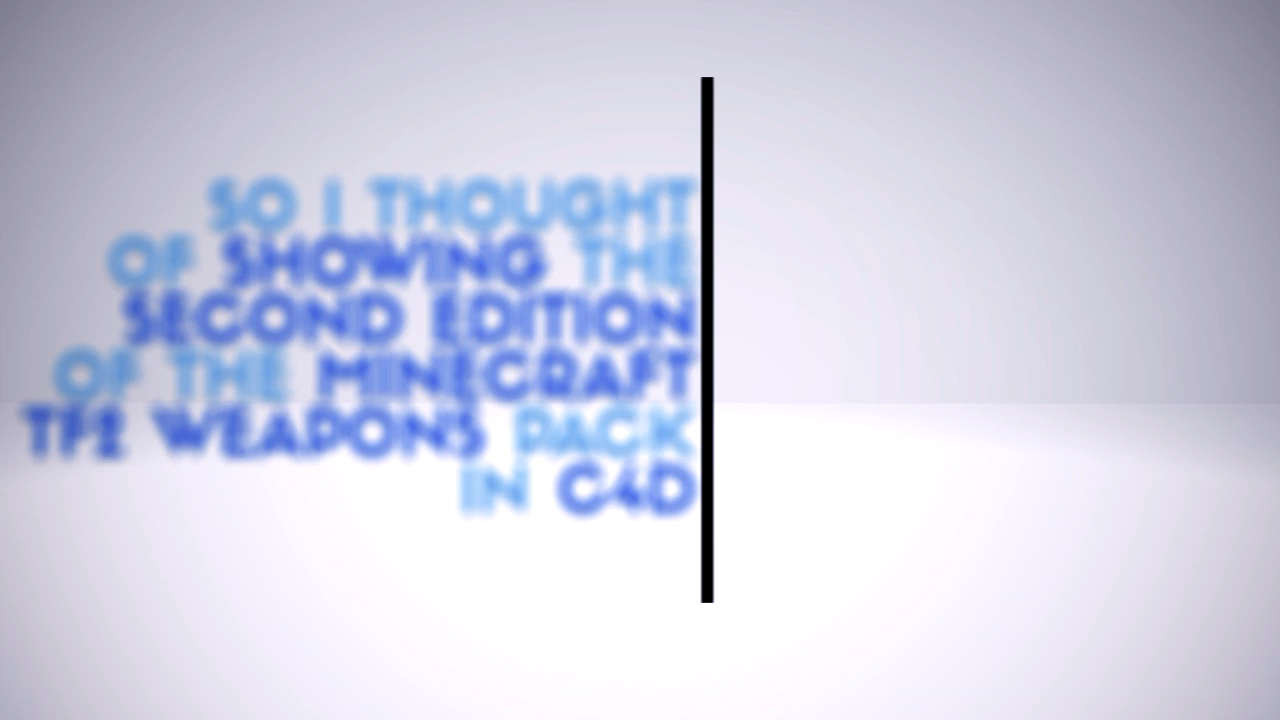 SO I THOUGHT
OF SHOWING THE
SECOND EDITION
OF THE MINECRAFT
TF2 WEAPONS PACK
IN C4D